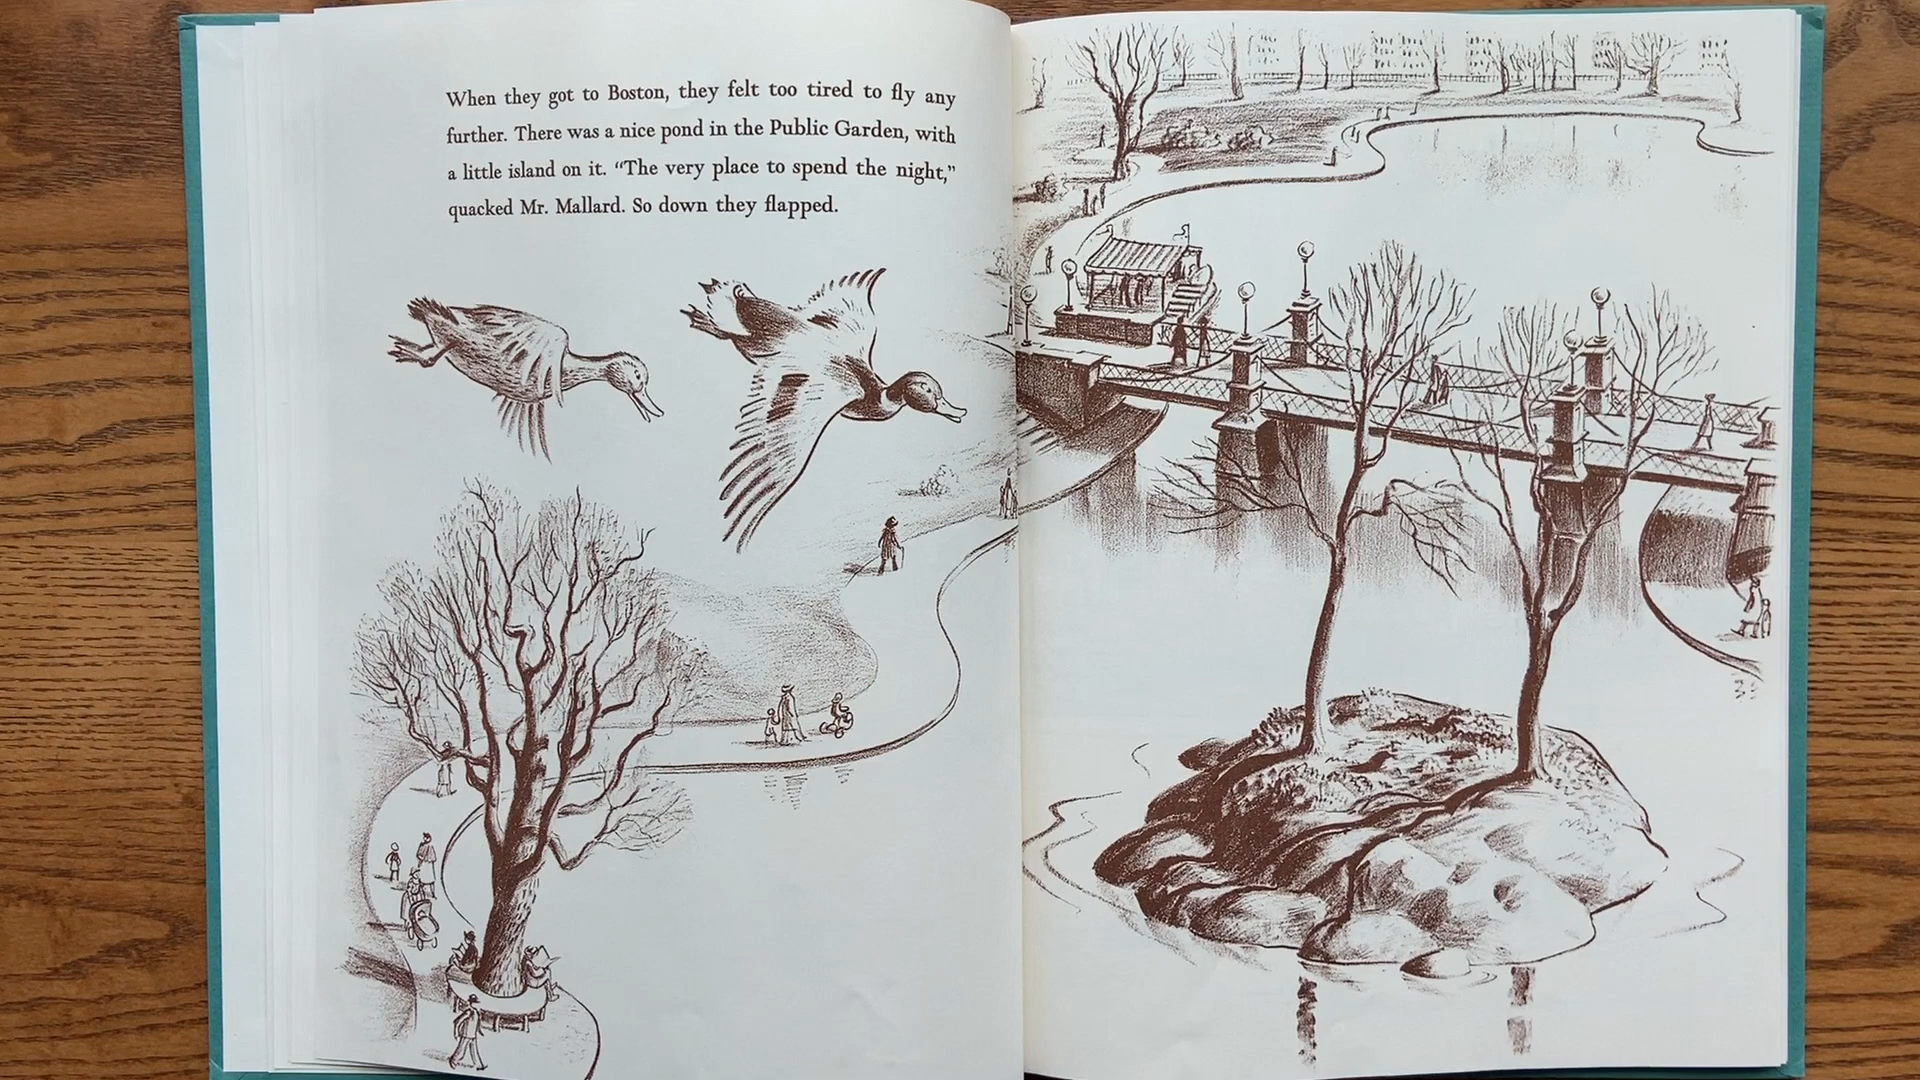 When they got to Boston, they felt too tired to fly any
further. There was a nice pond in the Public Garden, with
a little island on it. “The very place to spend the night,”
quacked Mr. Mallard. So down they flapped.